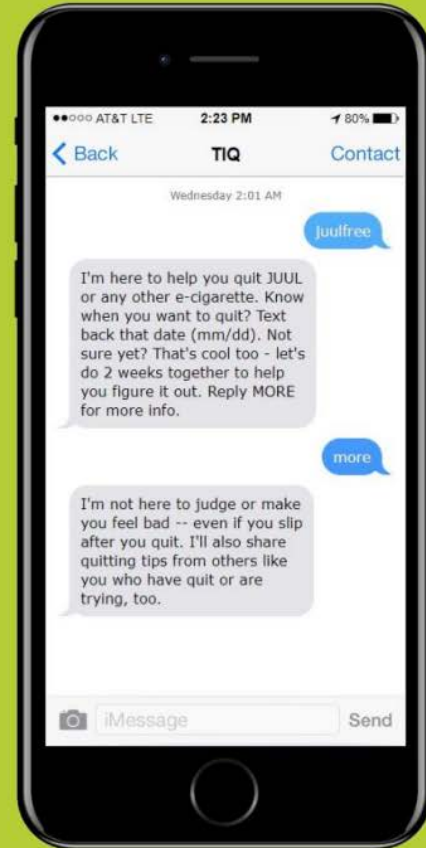 ●●○○○ AT&T LTE 2:23 PM 80%
Back TIQ Contact
Wednesday 2:01 AM
Juulfree
I'm here to help you quit JUUL
or any other e-cigarette. Know
when you want to quit? Text
back that date (mm/dd). Not
sure yet? That's cool too - let's
do 2 weeks together to help
you figure it out. Reply MORE
for more info.
more
I'm not here to judge or make
you feel bad -- even if you slip
after you quit. I'll also share
quitting tips from others like
you who have quit or are
trying, too.
iMessage Send